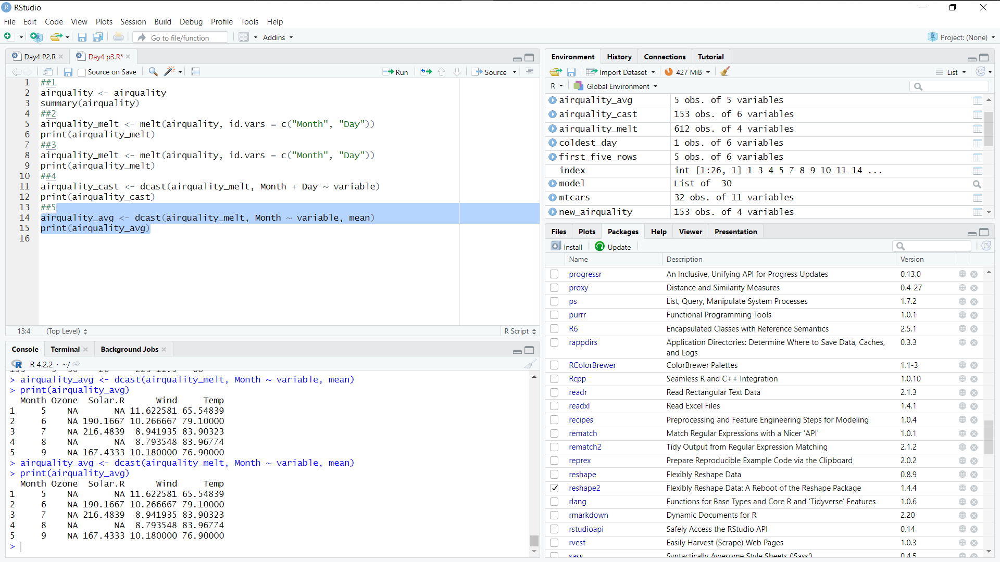 RStudio
File Edit Code View Plots Session Build Debug Profile Tools Help
Go to file/function Addins Project: (None)
Day4 P2.R Day4 p3.R*
Source on Save Run Source
1 ##1
2 airquality <- airquality
3 summary(airquality)
4 ##2
5 airquality_melt <- melt(airquality, id.vars = c("Month", "Day"))
6 print(airquality_melt)
7 ##3
8 airquality_melt <- melt(airquality, id.vars = c("Month", "Day"))
9 print(airquality_melt)
10 ##4
11 airquality_cast <- dcast(airquality_melt, Month + Day ~ variable)
12 print(airquality_cast)
13 ##5
14 airquality_avg <- dcast(airquality_melt, Month ~ variable, mean)
15 print(airquality_avg)
16
13:4 (Top Level) R Script
Console Terminal Background Jobs
R 4.2.2 · ~/
> airquality_avg <- dcast(airquality_melt, Month ~ variable, mean)
> print(airquality_avg)
Month Ozone Solar.R Wind Temp
1 5 NA NA 11.622581 65.54839
2 6 NA 190.1667 10.266667 79.10000
3 7 NA 216.4839 8.941935 83.90323
4 8 NA NA 8.793548 83.96774
5 9 NA 167.4333 10.180000 76.90000
> airquality_avg <- dcast(airquality_melt, Month ~ variable, mean)
> print(airquality_avg)
Month Ozone Solar.R Wind Temp
1 5 NA NA 11.622581 65.54839
2 6 NA 190.1667 10.266667 79.10000
3 7 NA 216.4839 8.941935 83.90323
4 8 NA NA 8.793548 83.96774
5 9 NA 167.4333 10.180000 76.90000
>
Environment History Connections Tutorial
Import Dataset 427 MiB List
R Global Environment
airquality_avg 5 obs. of 5 variables
airquality_cast 153 obs. of 6 variables
airquality_melt 612 obs. of 4 variables
coldest_day 1 obs. of 6 variables
first_five_rows 5 obs. of 6 variables
index int [1:26, 1] 1 3 4 5 7 8 9 10 11 14 ...
model List of 30
mtcars 32 obs. of 11 variables
new_airquality 153 obs. of 4 variables
Files Plots Packages Help Viewer Presentation
Install Update
Name Description Version
progressr An Inclusive, Unifying API for Progress Updates 0.13.0
proxy Distance and Similarity Measures 0.4-27
ps List, Query, Manipulate System Processes 1.7.2
purrr Functional Programming Tools 1.0.1
R6 Encapsulated Classes with Reference Semantics 2.5.1
rappdirs Application Directories: Determine Where to Save Data, Caches, 0.3.3
and Logs
RColorBrewer ColorBrewer Palettes 1.1-3
Rcpp Seamless R and C++ Integration 1.0.10
readr Read Rectangular Text Data 2.1.3
readxl Read Excel Files 1.4.1
recipes Preprocessing and Feature Engineering Steps for Modeling 1.0.4
rematch Match Regular Expressions with a Nicer 'API' 1.0.1
rematch2 Tidy Output from Regular Expression Matching 2.1.2
reprex Prepare Reproducible Example Code via the Clipboard 2.0.2
reshape Flexibly Reshape Data 0.8.9
reshape2 Flexibly Reshape Data: A Reboot of the Reshape Package 1.4.4
rlang Functions for Base Types and Core R and 'Tidyverse' Features 1.0.6
rmarkdown Dynamic Documents for R 2.20
rstudioapi Safely Access the RStudio API 0.14
rvest Easily Harvest (Scrape) Web Pages 1.0.3
sass Syntactically Awesome Style Sheets ('Sass') 0.4.5